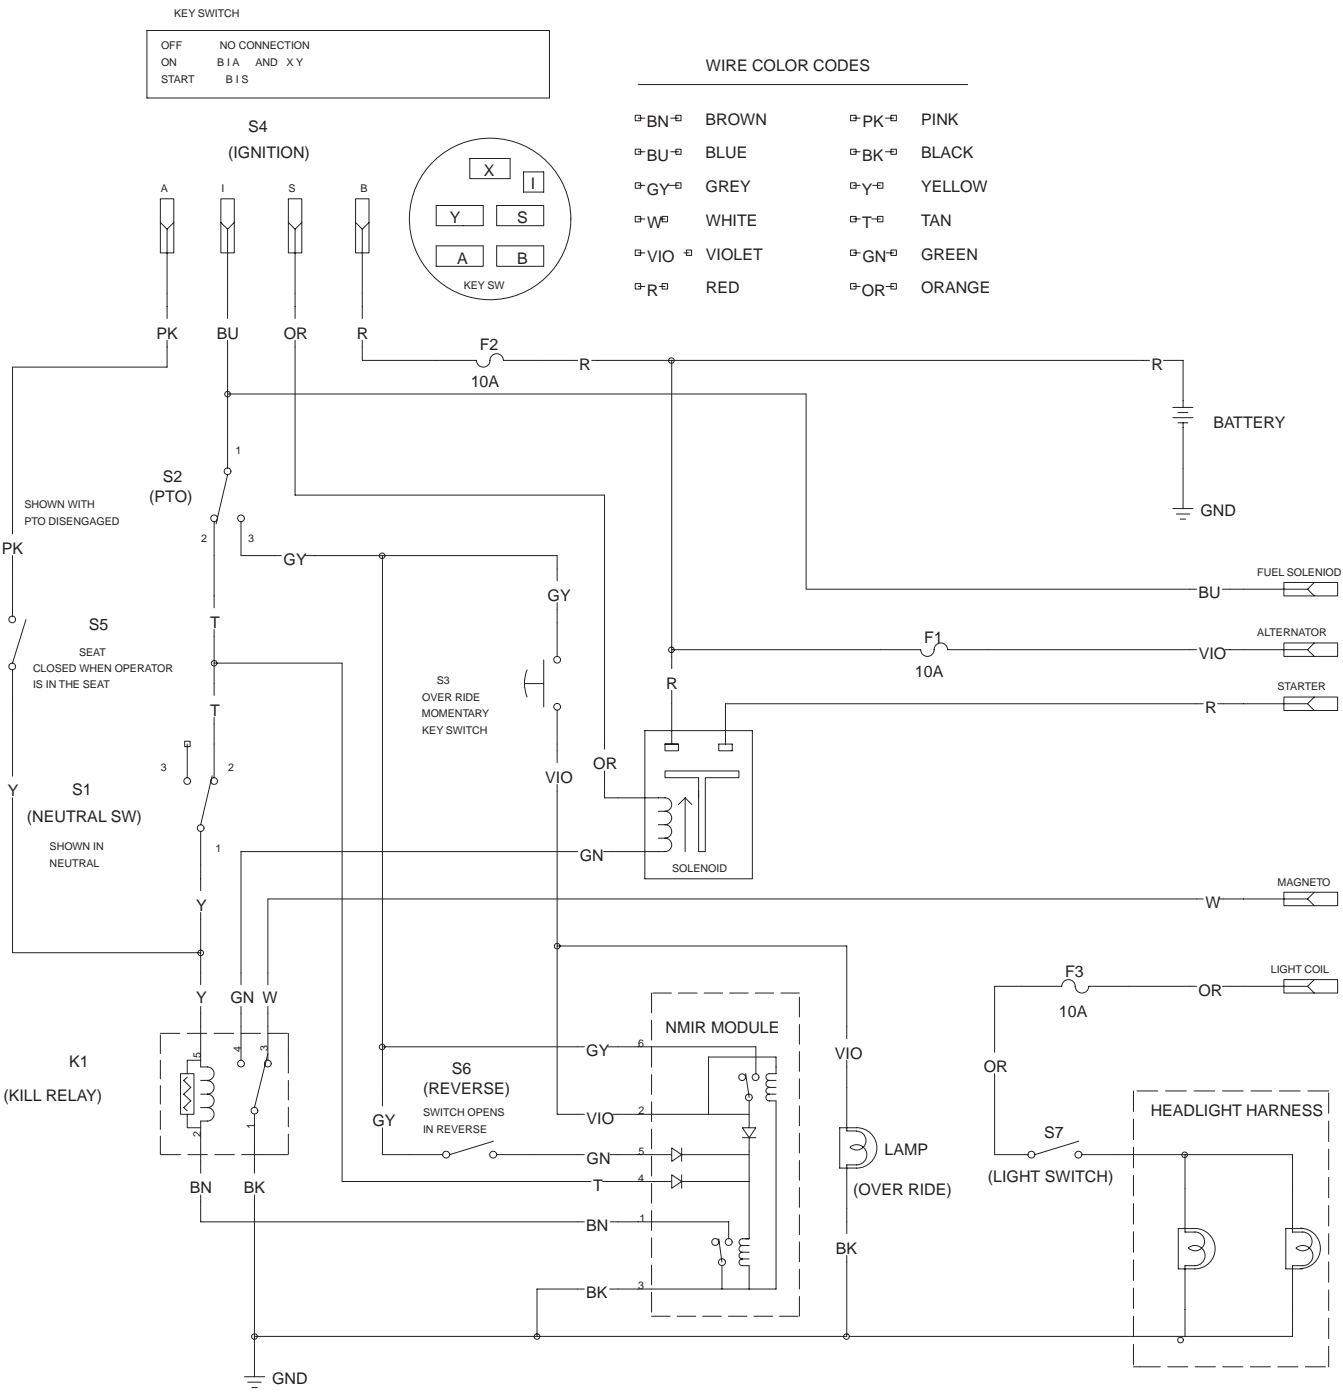 KEY SWITCH
OFF NO CONNECTION
ON B I A AND X Y
START B I S
WIRE COLOR CODES
BN BROWN PK PINK
BU BLUE BK BLACK
GY GREY Y YELLOW
W WHITE T TAN
VIO VIOLET GN GREEN
R RED OR ORANGE
S4
(IGNITION)
A I S B
X
I
Y S
A B
KEY SW
PK BU OR R
F2
10A
R
R
BATTERY
GND
1
S2
(PTO)
SHOWN WITH
PTO DISENGAGED
2 3
PK
GY
GY
T
S5
SEAT
CLOSED WHEN OPERATOR
IS IN THE SEAT
FUEL SOLENIOD
BU
ALTERNATOR
F1
10A
VIO
STARTER
R
R
S3
OVER RIDE
MOMENTARY
KEY SWITCH
T
3 2
Y
S1
(NEUTRAL SW)
SHOWN IN
NEUTRAL
1
VIO
OR
GN
SOLENOID
Y
MAGNETO
W
LIGHT COIL
F3
10A
OR
Y GN W
K1
(KILL RELAY)
5 4 3
2 1
BN BK
NMIR MODULE
GY 6
S6
(REVERSE)
SWITCH OPENS
IN REVERSE
GY
VIO 2
GN 5
T 4
BN 1
BK 3
VIO
LAMP
(OVER RIDE)
BK
OR
S7
(LIGHT SWITCH)
HEADLIGHT HARNESS
GND